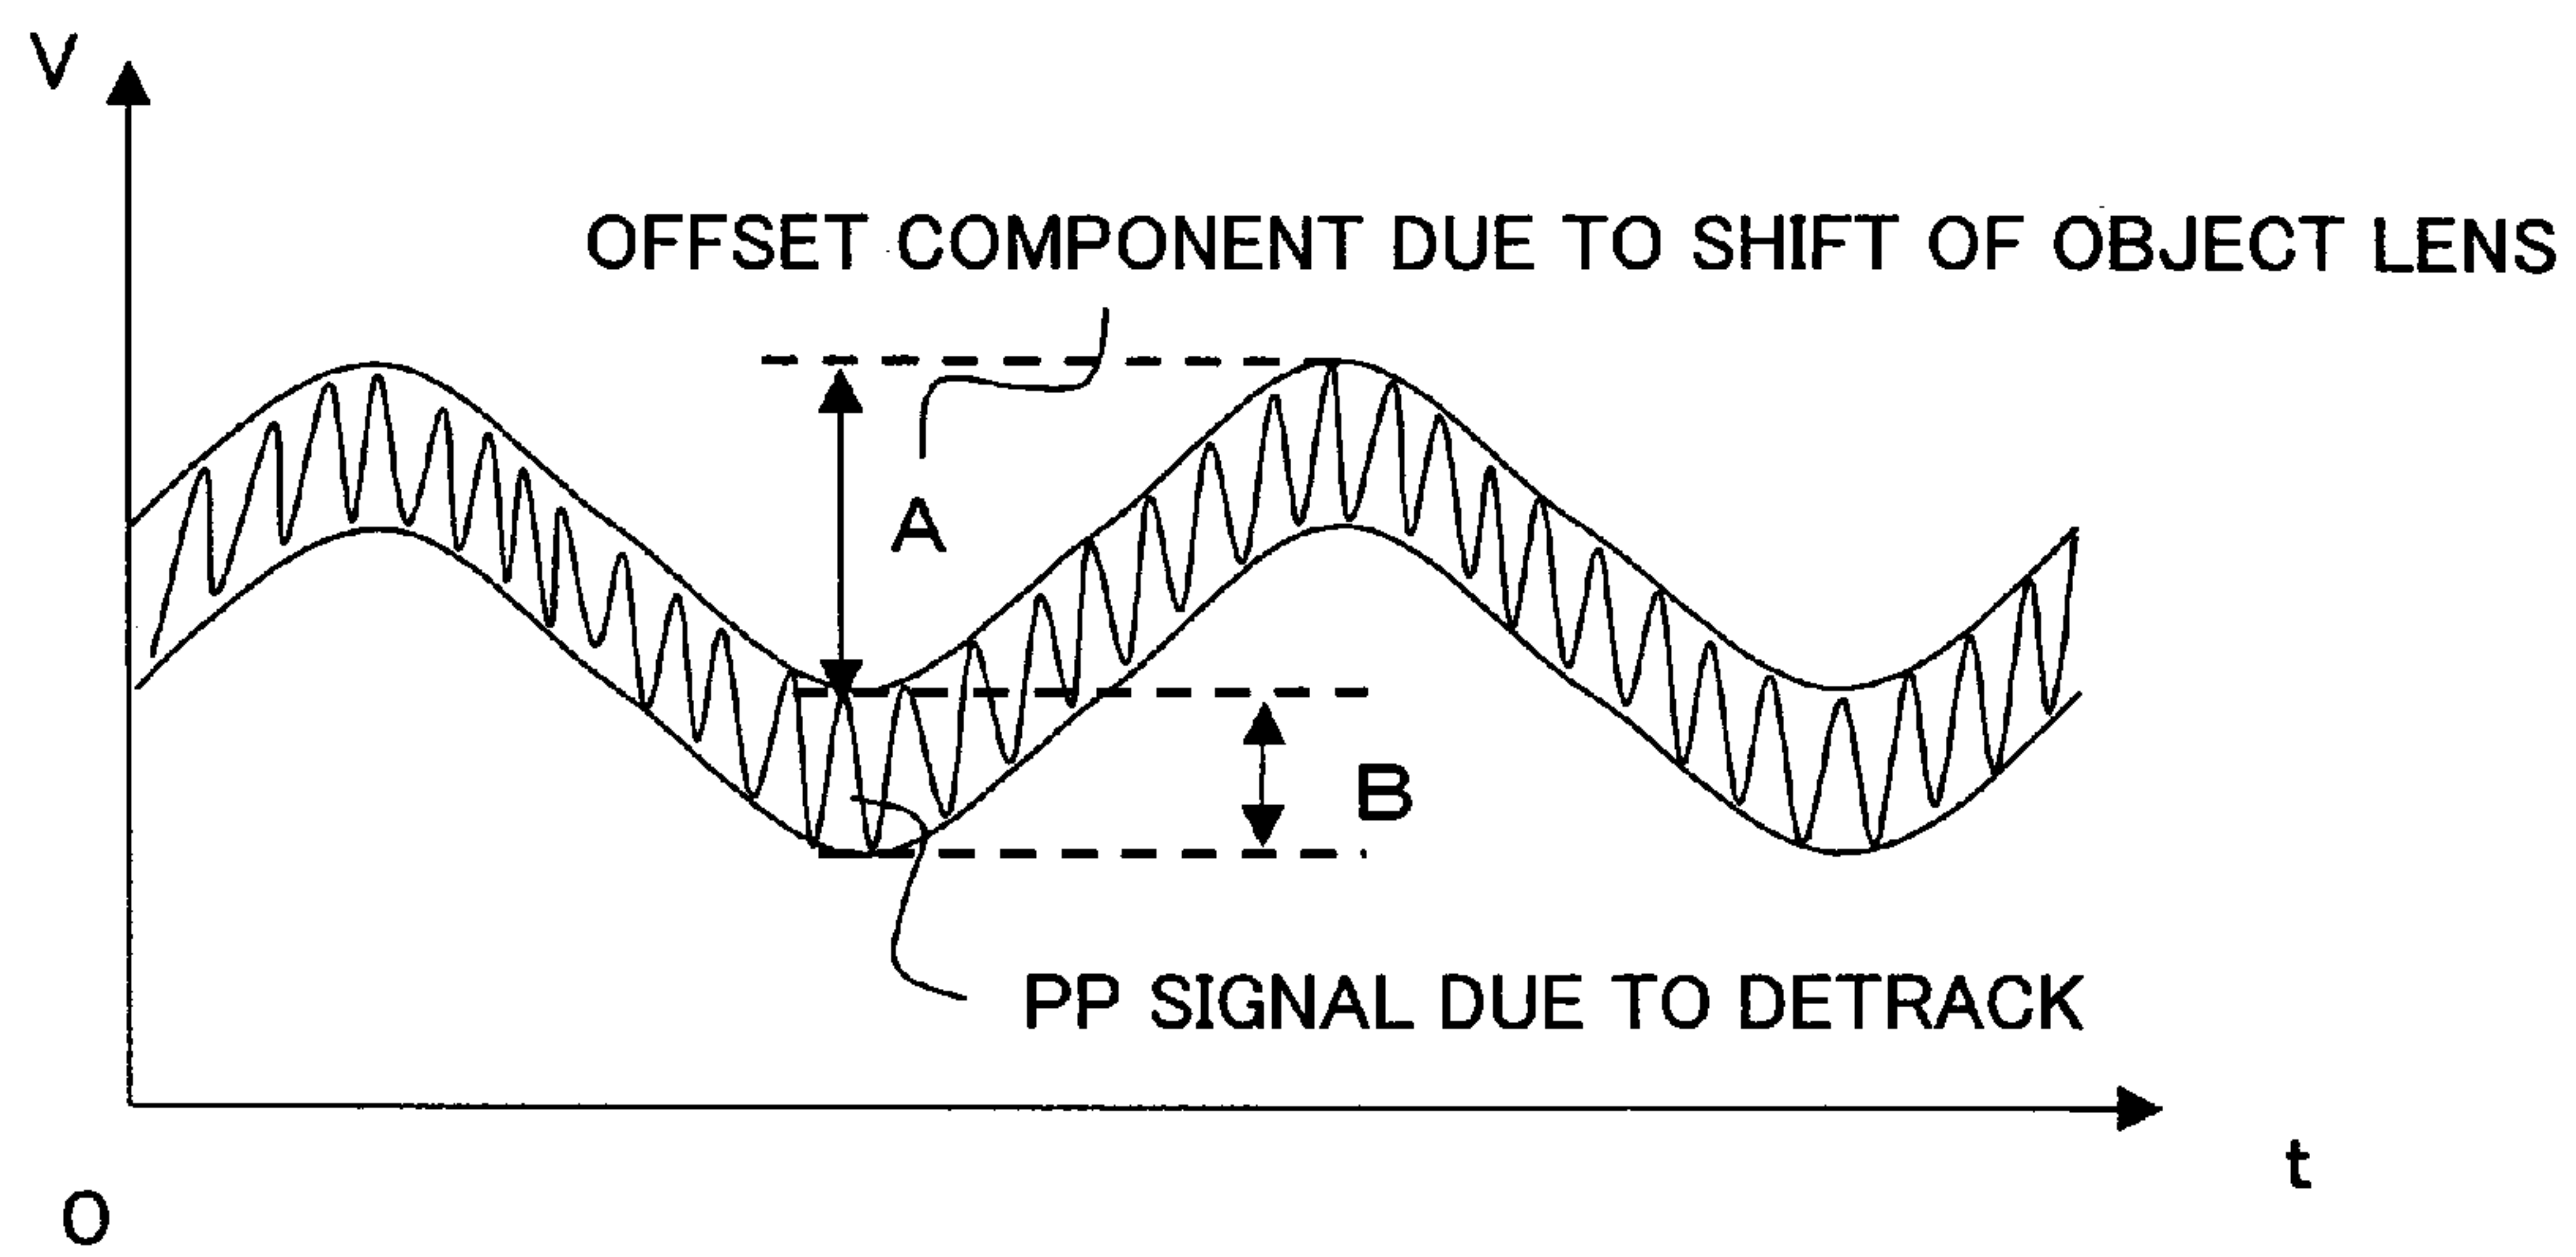 V
OFFSET COMPONENT DUE TO SHIFT OF OBJECT LENS
A
B
PP SIGNAL DUE TO DETRACK
t
O